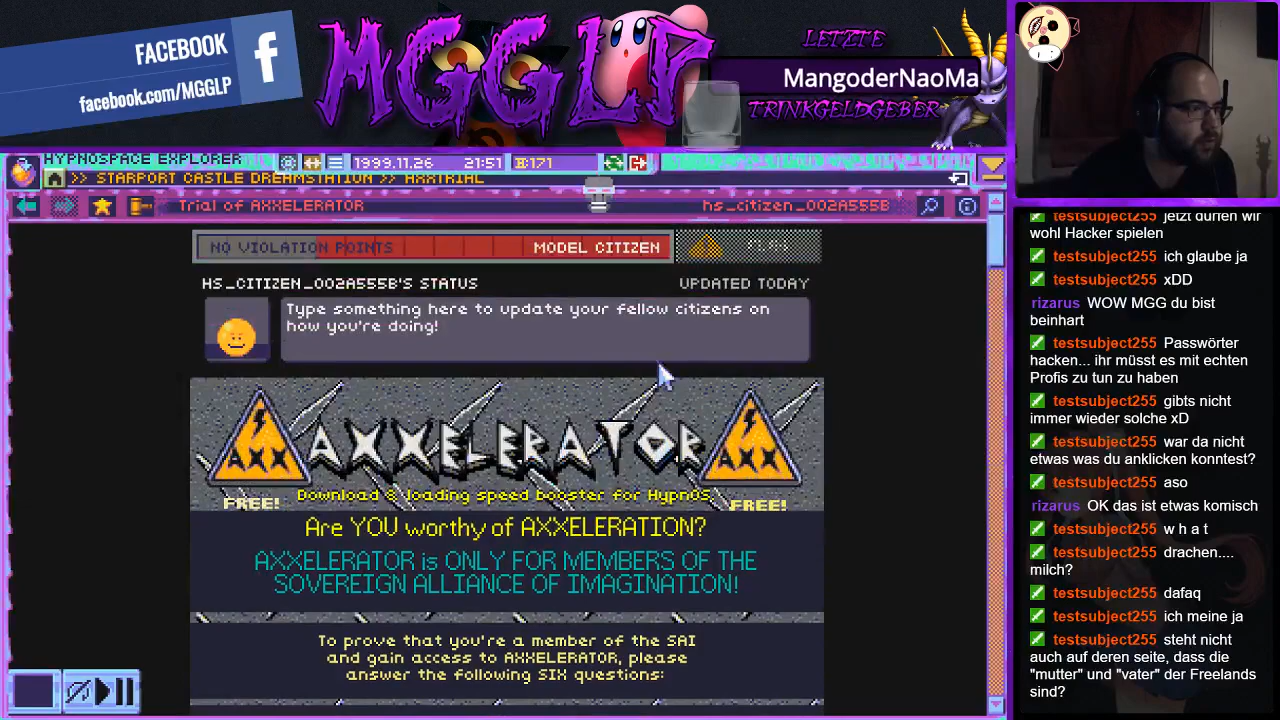 FACEBOOK
facebook.com/MGGLP
f
MGGLP
LETZTE
MangoderNaoMa
TRINKGELDGEBER
HYPNOSPACE EXPLORER
1999.11.26
21:51
171
>> STARPORT CASTLE DREAMSTATION >> AXXTRIAL
Trial of AXXELERATOR
hs_citizen_002A555B
NO VIOLATION POINTS
MODEL CITIZEN
HS_CITIZEN_002A555B'S STATUS
UPDATED TODAY
Type something here to update your fellow citizens on
how you're doing!
AXX
AXXELERATOR
AXX
FREE!
Download & loading speed booster for HypnOS
FREE!
Are YOU worthy of AXXELERATION?
AXXELERATOR is ONLY FOR MEMBERS OF THE
SOVEREIGN ALLIANCE OF IMAGINATION!
To prove that you're a member of the SAI
and gain access to AXXELERATOR, please
answer the following SIX questions:
testsubject255 jetzt dürfen wir
wohl Hacker spielen
testsubject255 ich glaube ja
testsubject255 xDD
rizarus WOW MGG du bist
beinhart
testsubject255 Passwörter
hacken... ihr müsst es mit echten
Profis zu tun zu haben
testsubject255 gibts nicht
immer wieder solche xD
testsubject255 war da nicht
etwas was du anklicken konntest?
testsubject255 aso
rizarus OK das ist etwas komisch
testsubject255 w h a t
testsubject255 drachen....
milch?
testsubject255 dafaq
testsubject255 ich meine ja
testsubject255 steht nicht
auch auf deren seite, dass die
"mutter" und "vater" der Freelands
sind?